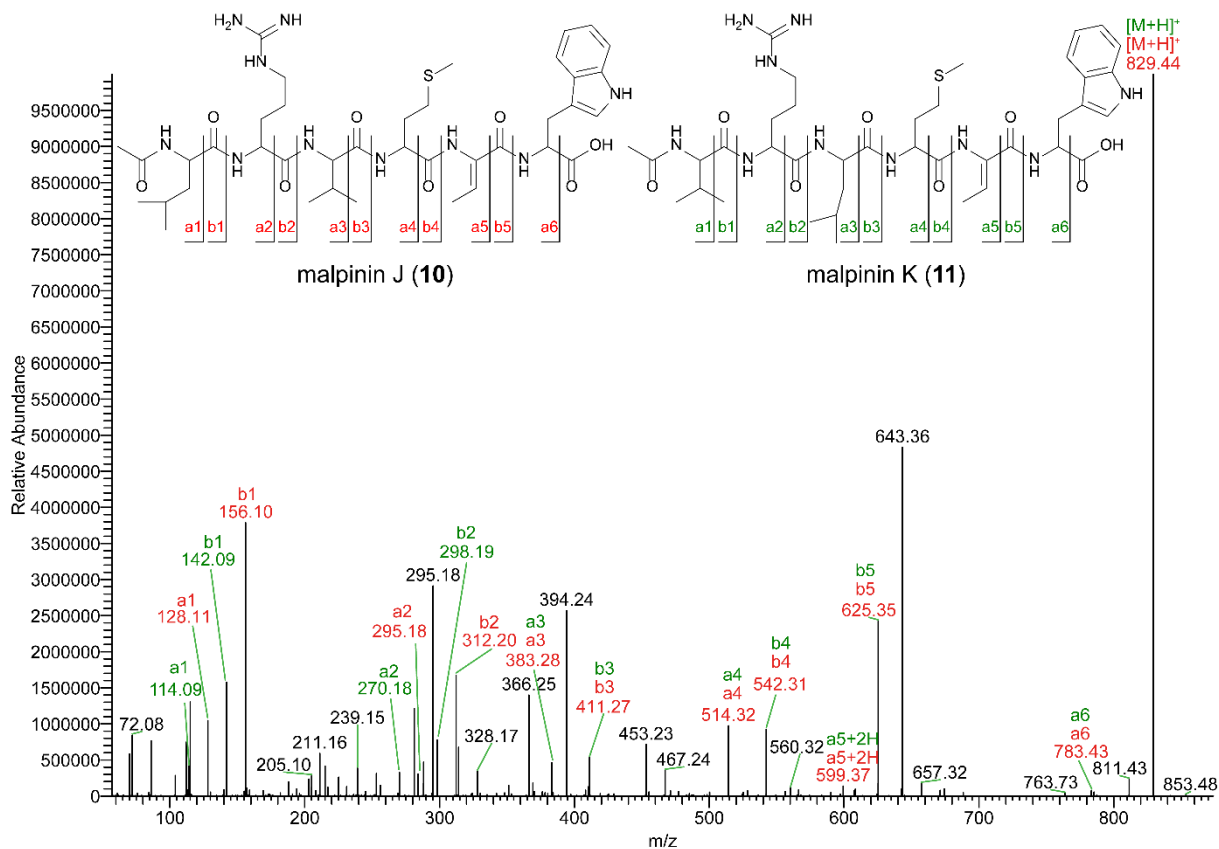 [M+H]⁺
[M+H]⁺
829.44
H₂N NH
HN
S
NH
H
N
O
N
H
O
H
N
O
N
H
O
H
N
O
N
H
O
OH
O
a1 b1 a2 b2 a3 b3 a4 b4 a5 b5 a6
malpinin J (10)
H₂N NH
HN
S
NH
H
N
O
N
H
O
H
N
O
N
H
O
H
N
O
N
H
O
OH
O
a1 b1 a2 b2 a3 b3 a4 b4 a5 b5 a6
malpinin K (11)
Relative Abundance
9500000
9000000
8500000
8000000
7500000
7000000
6500000
6000000
5500000
5000000
4500000
4000000
3500000
3000000
2500000
2000000
1500000
1000000
500000
0
72.08
a1
114.09
a1
128.11
b1
142.09
b1
156.10
205.10
211.16
239.15
a2
270.18
a2
295.18
295.18
b2
298.19
b2
312.20
328.17
366.25
a3
a3
383.28
394.24
b3
b3
411.27
453.23
467.24
a4
a4
514.32
b4
b4
542.31
560.32
a5+2H
a5+2H
599.37
b5
b5
625.35
643.36
657.32
763.73
a6
a6
783.43
811.43
853.48
100 200 300 400 500 600 700 800
m/z